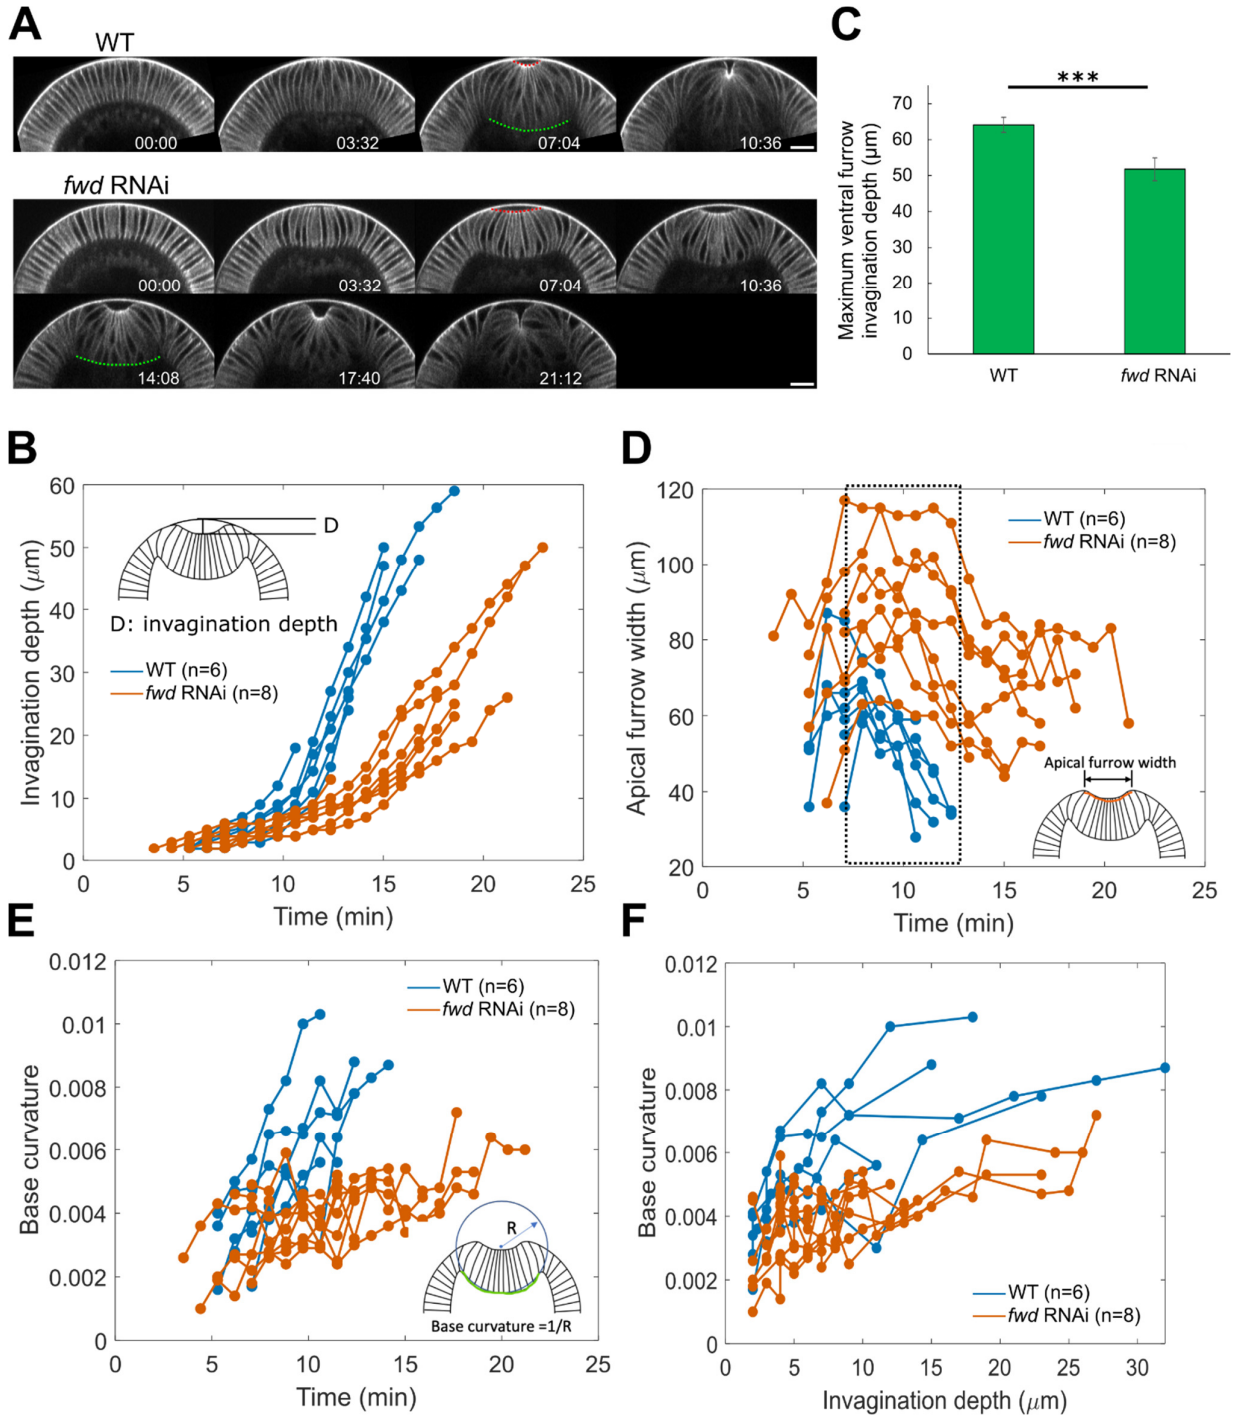 A
WT
00:00
03:32
07:04
10:36
fwd RNAi
00:00
03:32
07:04
10:36
14:08
17:40
21:12
C
***
Maximum ventral furrow
invagination depth (μm)
70
60
50
40
30
20
10
0
WT
fwd RNAi
B
Invagination depth (μm)
60
50
40
30
20
10
0
D
D: invagination depth
WT (n=6)
fwd RNAi (n=8)
0
5
10
15
20
25
Time (min)
D
Apical furrow width (μm)
120
100
80
60
40
20
WT (n=6)
fwd RNAi (n=8)
Apical furrow width
0
5
10
15
20
25
Time (min)
E
Base curvature
0.012
0.01
0.008
0.006
0.004
0.002
0
WT (n=6)
fwd RNAi (n=8)
R
Base curvature =1/R
0
5
10
15
20
25
Time (min)
F
Base curvature
0.012
0.01
0.008
0.006
0.004
0.002
0
WT (n=6)
fwd RNAi (n=8)
0
5
10
15
20
25
30
Invagination depth (μm)